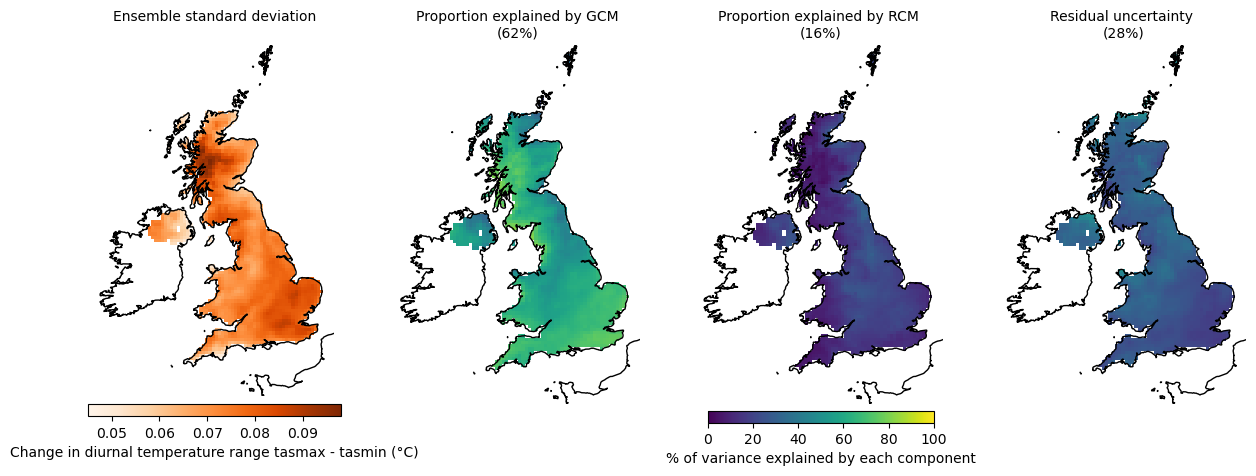 Ensemble standard deviation
Proportion explained by GCM
(62%)
Proportion explained by RCM
(16%)
Residual uncertainty
(28%)
0.05 0.06 0.07 0.08 0.09
Change in diurnal temperature range tasmax - tasmin (°C)
0 20 40 60 80 100
% of variance explained by each component